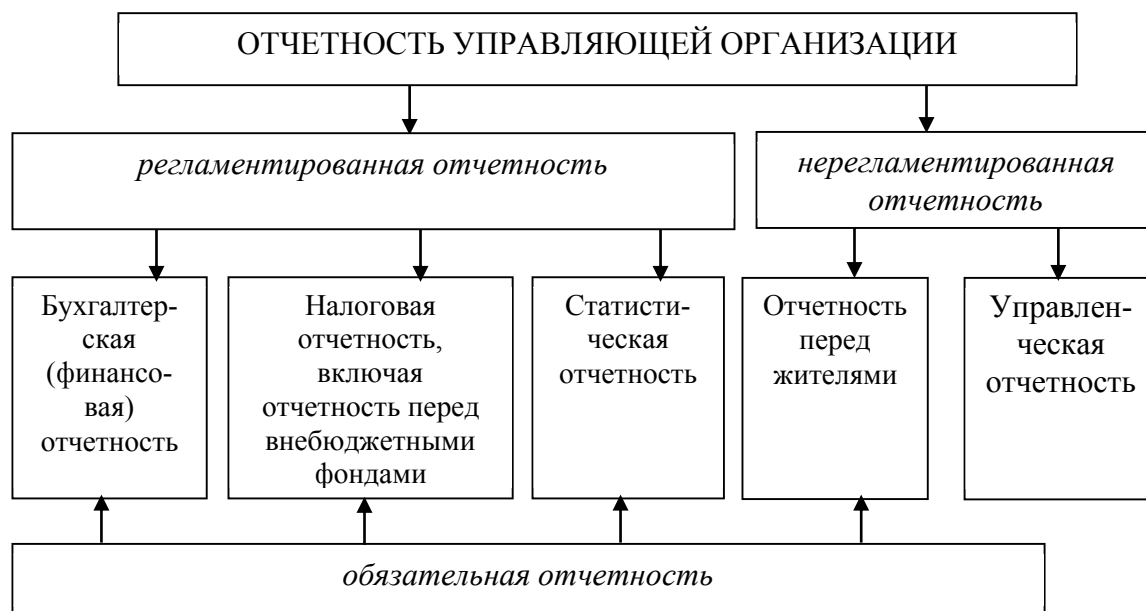 ОТЧЕТНОСТЬ УПРАВЛЯЮЩЕЙ ОРГАНИЗАЦИИ
регламентированная отчетность
нерегламентированная
отчетность
Бухгалтер-
ская
(финансо-
вая)
отчетность
Налоговая
отчетность,
включая
отчетность перед
внебюджетными
фондами
Статисти-
ческая
отчетность
Отчетность
перед
жителями
Управлен-
ческая
отчетность
обязательная отчетность